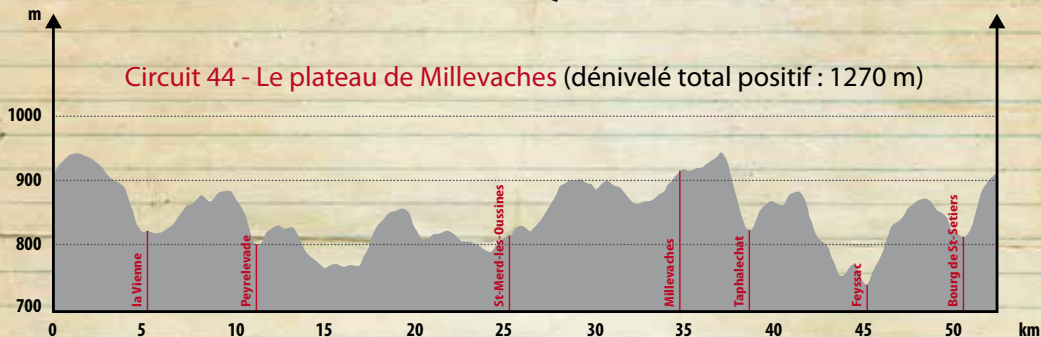 m
Circuit 44 - Le plateau de Millevaches (dénivelé total positif : 1270 m)
1000
900
800
700
la Vienne
Peyrelevade
St-Merd-les-Oussines
Millevaches
Taphalechat
Feyssac
Bourg de St-Setiers
0 5 10 15 20 25 30 35 40 45 50 km